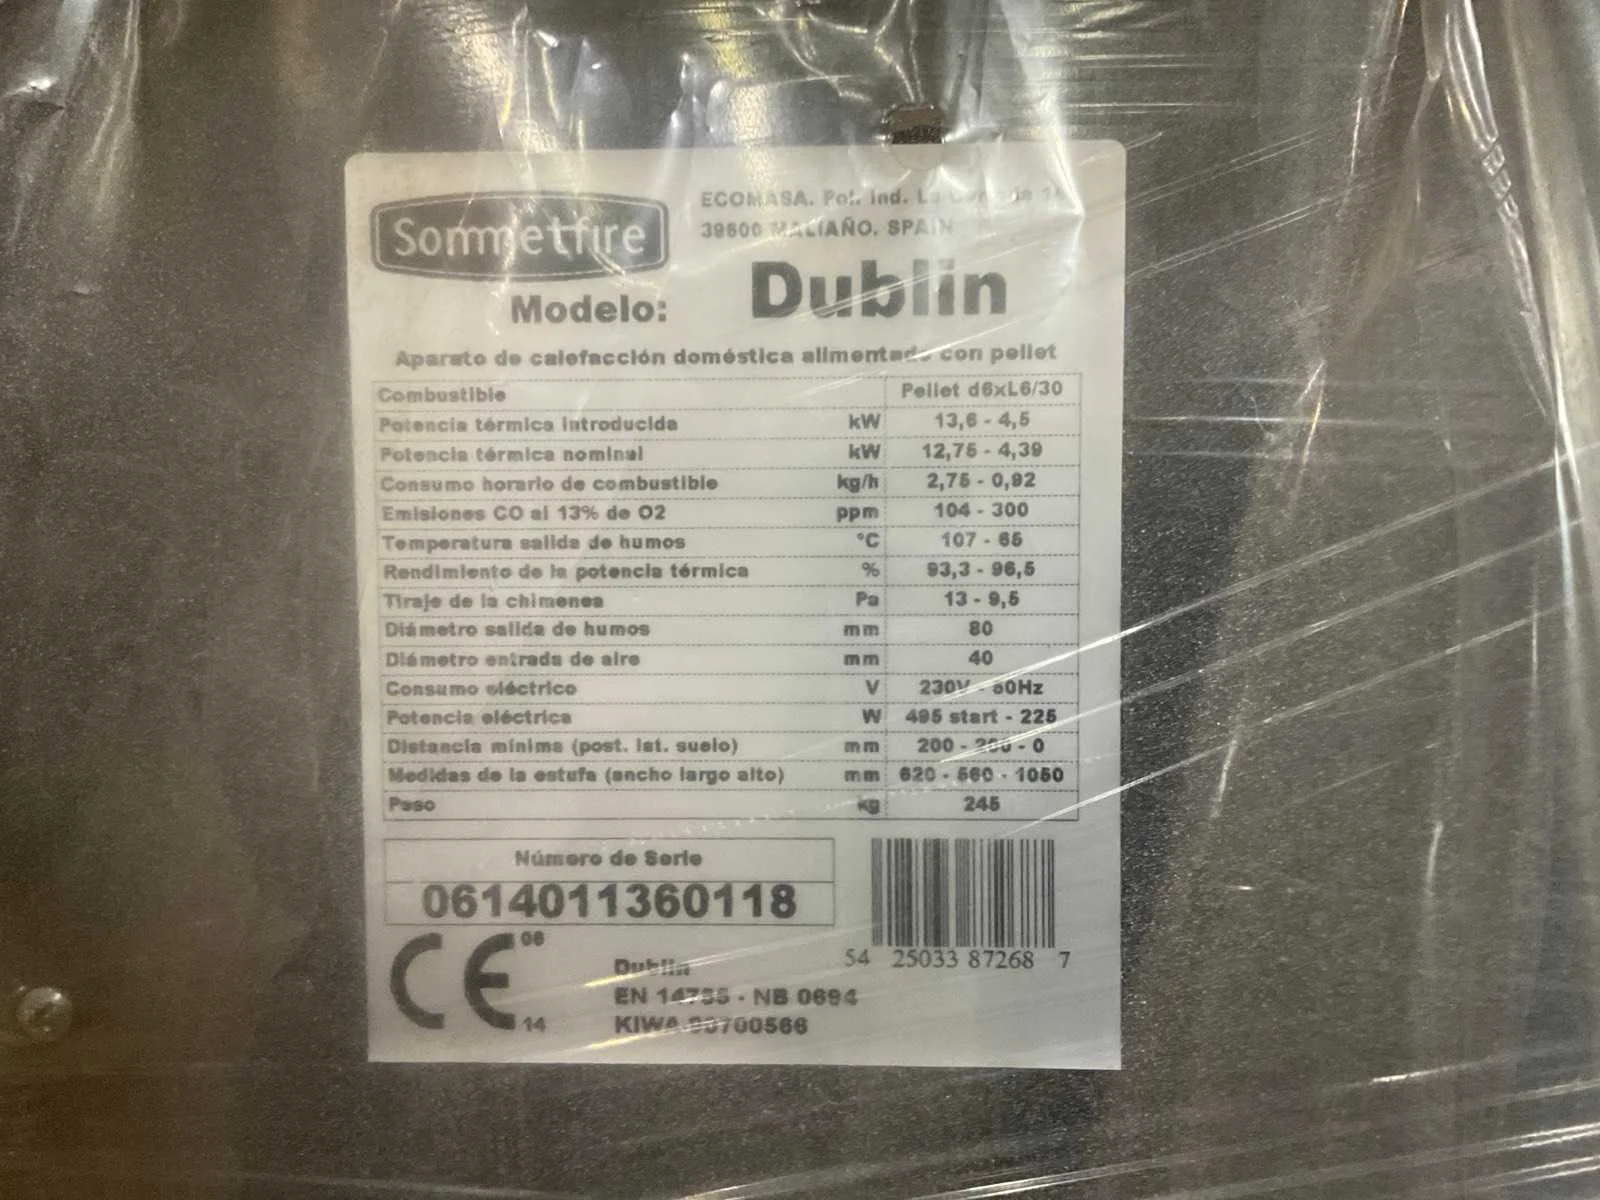 Sommetfire
ECOMASA. Pol. Ind. La
39600 MALIAÑO. SPAIN
Modelo: Dublin
Aparato de calefacción doméstica alimentado con pellet
Combustible Pellet d6xL6/30
Potencia térmica introducida kW 13,6 - 4,5
Potencia térmica nominal kW 12,75 - 4,39
Consumo horario de combustible kg/h 2,75 - 0,92
Emisiones CO al 13% de O2 ppm 104 - 300
Temperatura salida de humos °C 107 - 65
Rendimiento de la potencia térmica % 93,3 - 96,5
Tiraje de la chimenea Pa 13 - 9,5
Diámetro salida de humos mm 80
Diámetro entrada de aire mm 40
Consumo eléctrico V 230V - 50Hz
Potencia eléctrica W 495 start - 225
Distancia mínima (post. lat. suelo) mm 200 - 200 - 0
Medidas de la estufa (ancho largo alto) mm 620 - 560 - 1050
Peso kg 245
Número de Serie
0614011360118
54 25033 87268 7
CE 06
14
Dublin
EN 14785 - NB 0694
KIWA